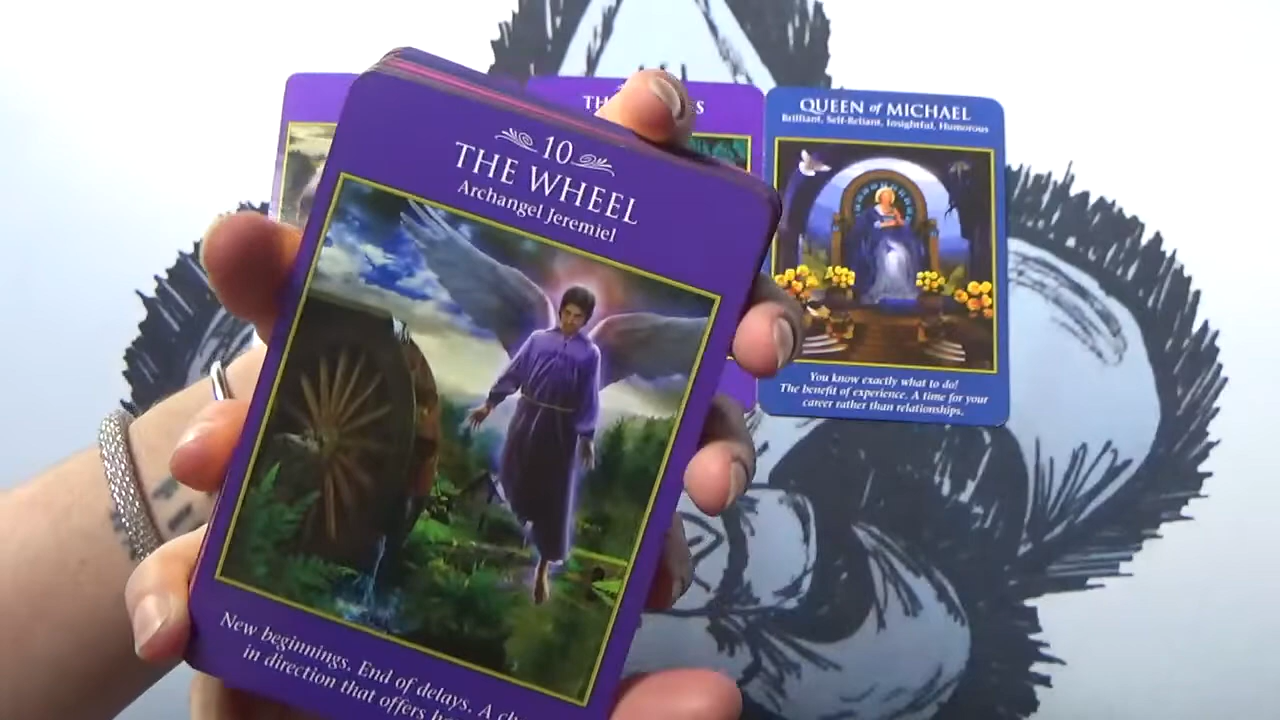 10
THE WHEEL
Archangel Jeremiel
New beginnings. End of delays. A
in direction that offers
QUEEN of MICHAEL
Brilliant, Self-Reliant, Insightful, Humorous
You know exactly what to do!
The benefit of experience. A time for your
career rather than relationships.